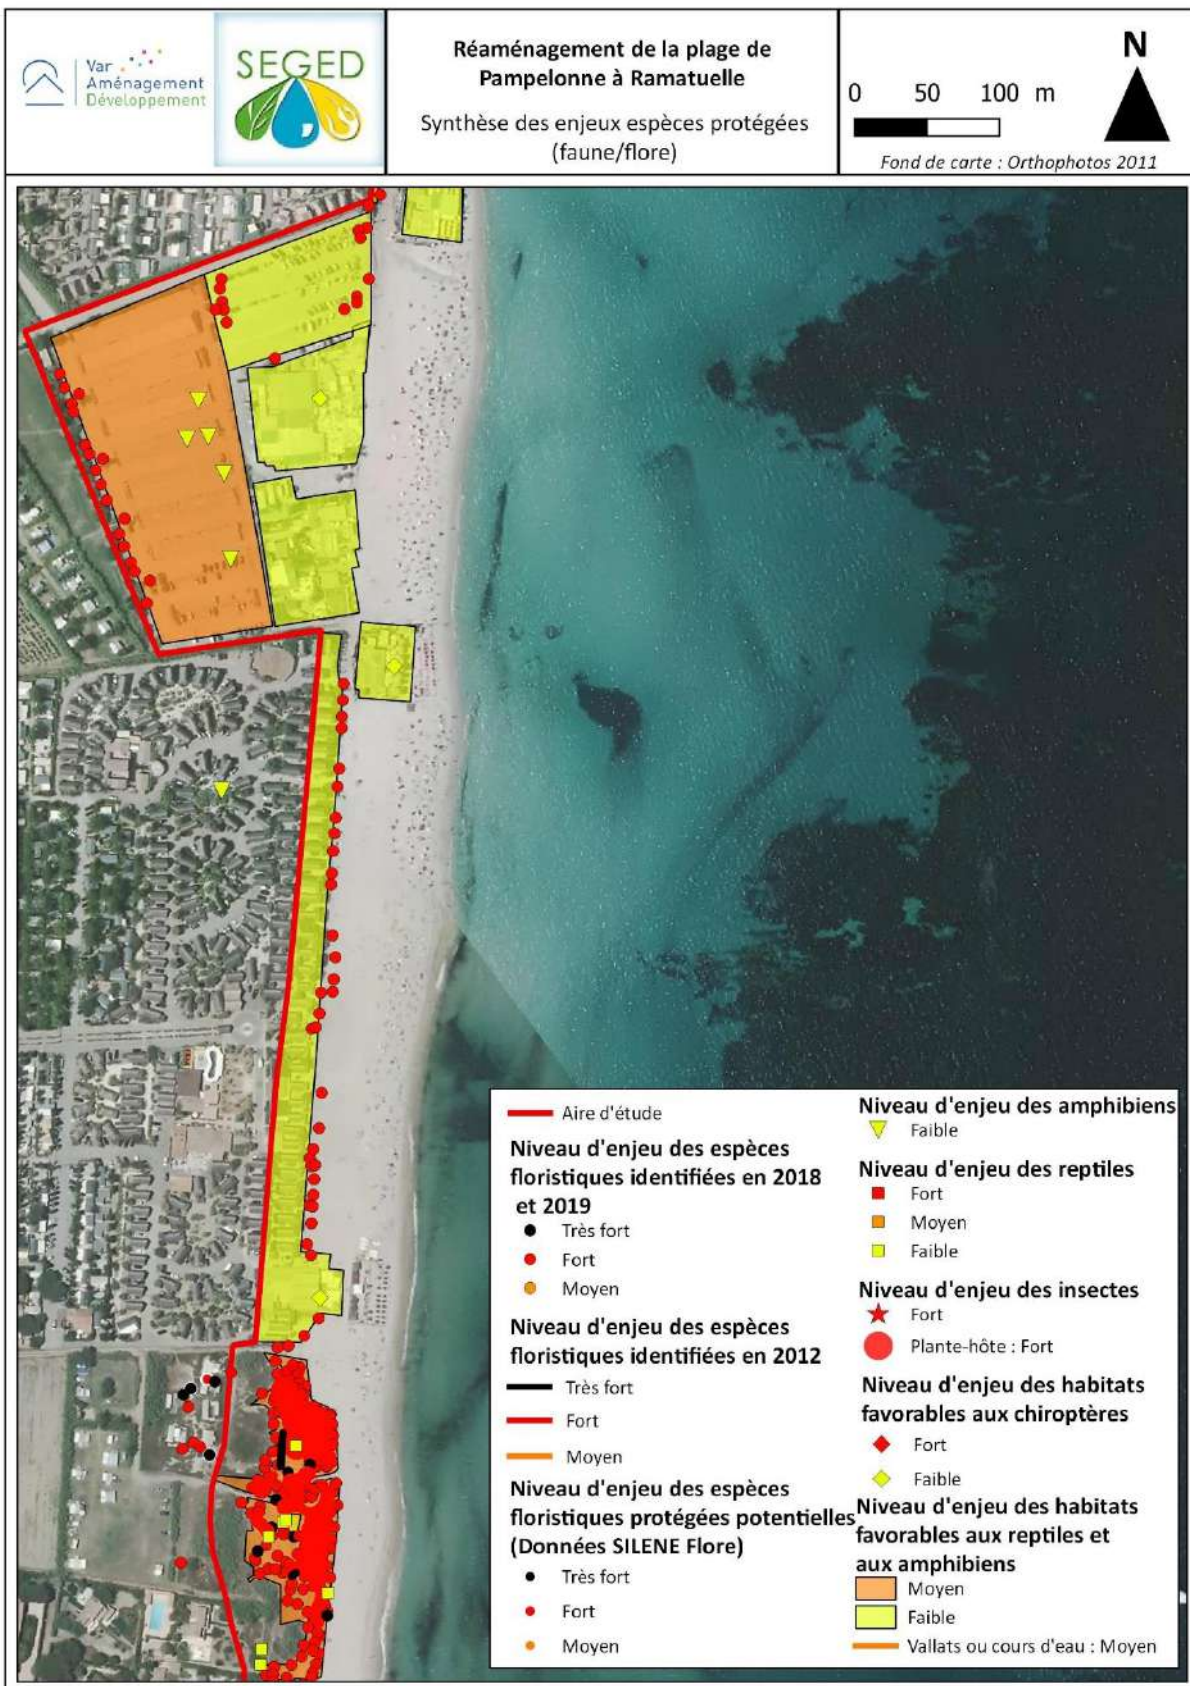 Var
Aménagement
Développement
SEGED
Réaménagement de la plage de
Pampelonne à Ramatuelle
Synthèse des enjeux espèces protégées
(faune/flore)
0 50 100 m
N
Fond de carte : Orthophotos 2011
Aire d'étude
Niveau d'enjeu des espèces
floristiques identifiées en 2018
et 2019
Très fort
Fort
Moyen
Niveau d'enjeu des espèces
floristiques identifiées en 2012
Très fort
Fort
Moyen
Niveau d'enjeu des espèces
floristiques protégées potentielles
(Données SILENE Flore)
Très fort
Fort
Moyen
Niveau d'enjeu des amphibiens
Faible
Niveau d'enjeu des reptiles
Fort
Moyen
Faible
Niveau d'enjeu des insectes
Fort
Plante-hôte : Fort
Niveau d'enjeu des habitats
favorables aux chiroptères
Fort
Faible
Niveau d'enjeu des habitats
favorables aux reptiles et
aux amphibiens
Moyen
Faible
Vallats ou cours d'eau : Moyen